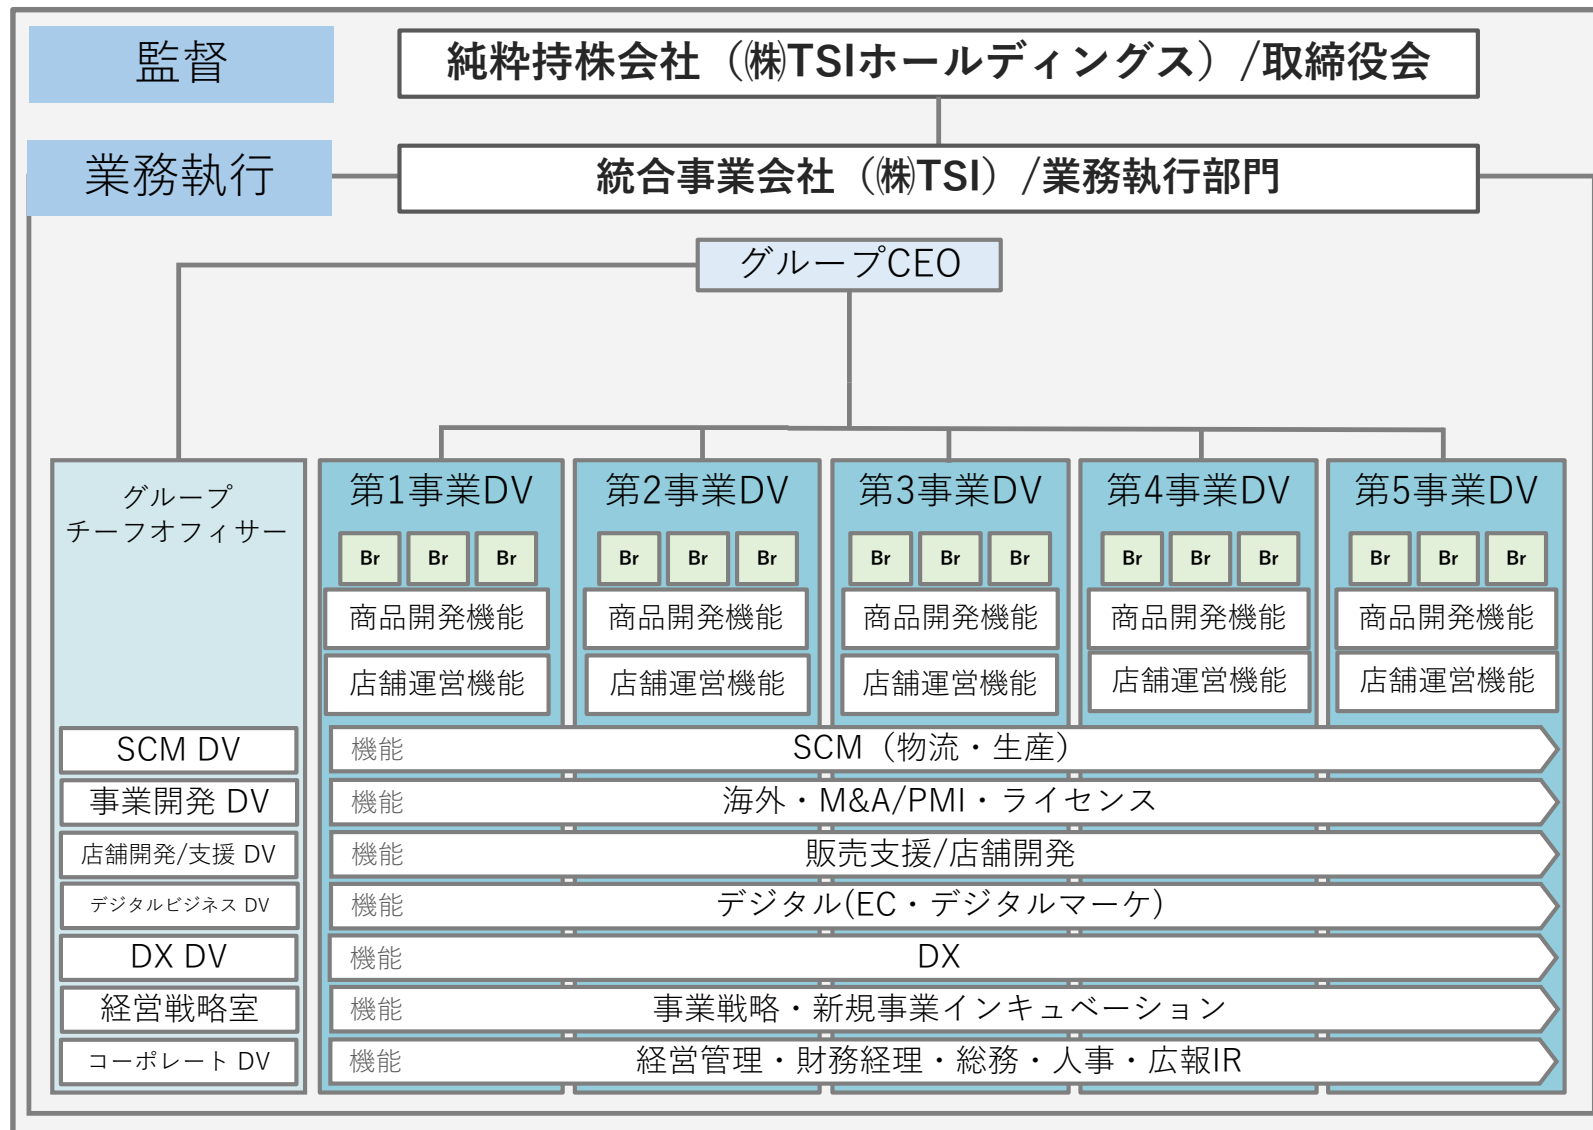 監督
純粋持株会社（㈱TSIホールディングス）/取締役会
業務執行
統合事業会社（㈱TSI）/業務執行部門
グループCEO
グループ
チーフオフィサー
第1事業DV
第2事業DV
第3事業DV
第4事業DV
第5事業DV
Br Br Br
Br Br Br
Br Br Br
Br Br Br
Br Br Br
商品開発機能
商品開発機能
商品開発機能
商品開発機能
商品開発機能
店舗運営機能
店舗運営機能
店舗運営機能
店舗運営機能
店舗運営機能
SCM DV
機能 SCM（物流・生産）
事業開発 DV
機能 海外・M&A/PMI・ライセンス
店舗開発/支援 DV
機能 販売支援/店舗開発
デジタルビジネス DV
機能 デジタル(EC・デジタルマーケ)
DX DV
機能 DX
経営戦略室
機能 事業戦略・新規事業インキュベーション
コーポレート DV
機能 経営管理・財務経理・総務・人事・広報IR